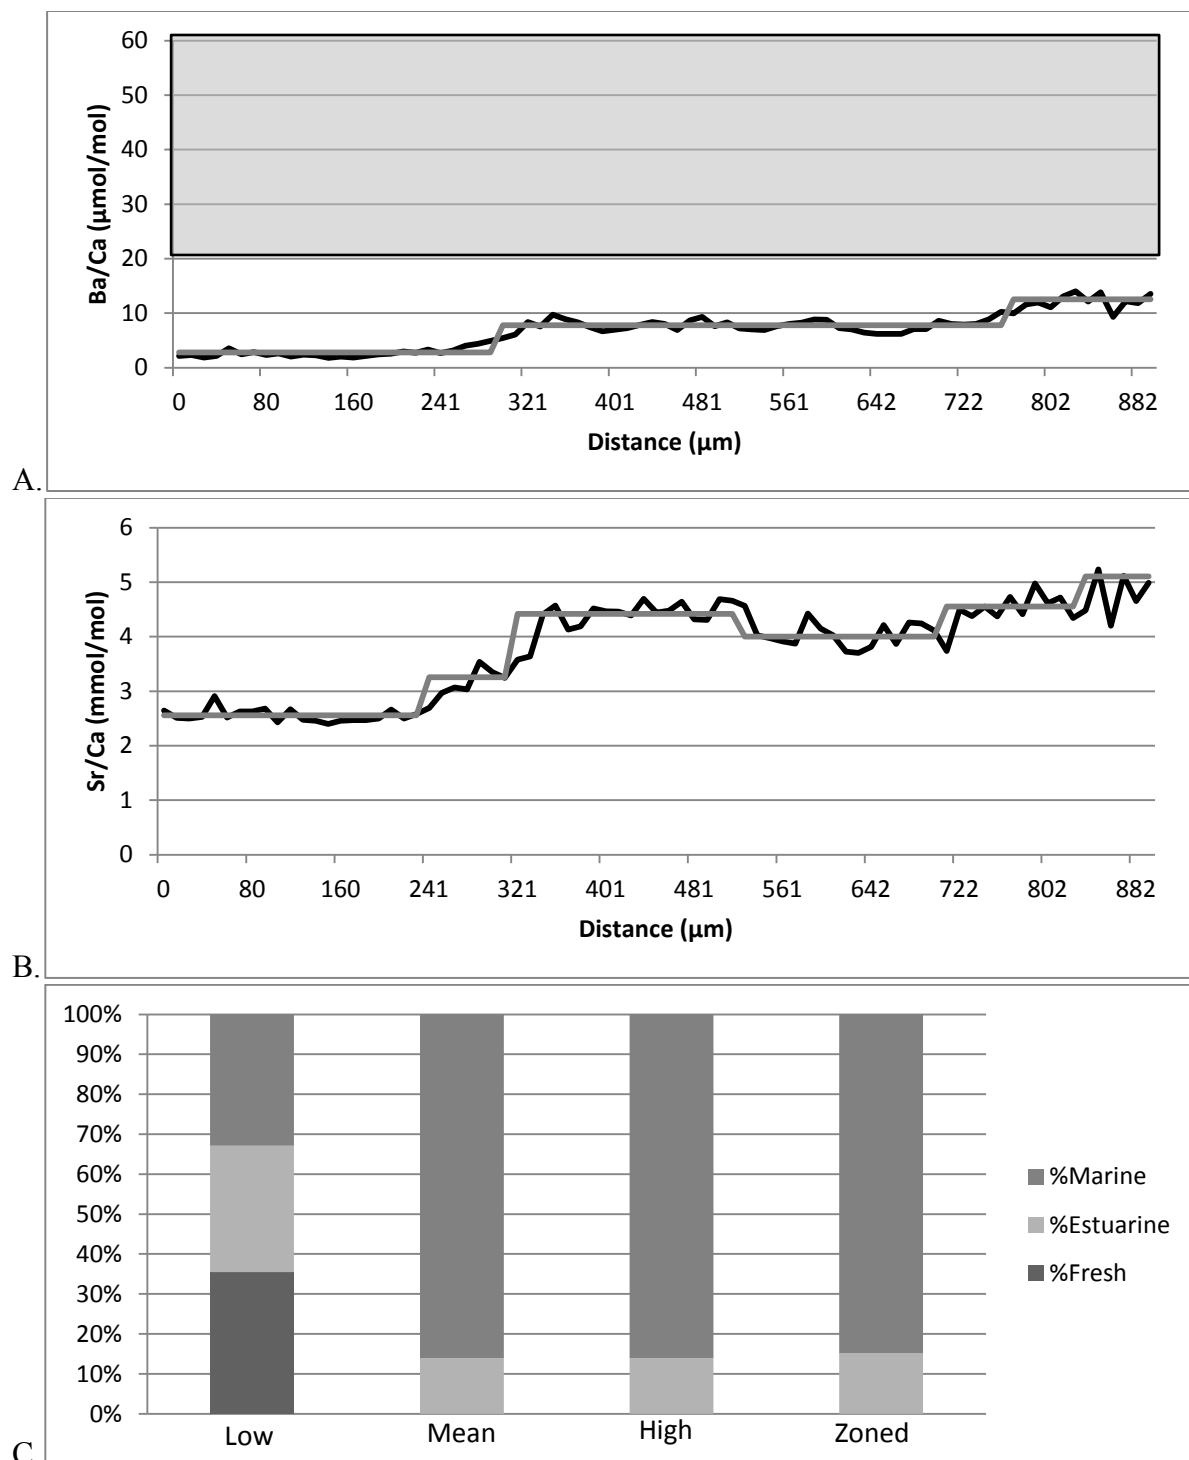 60
50
40
30
20
10
0
Ba/Ca (µmol/mol)
0 80 160 241 321 401 481 561 642 722 802 882
Distance (µm)
A.
6
5
4
3
2
1
0
Sr/Ca (mmol/mol)
0 80 160 241 321 401 481 561 642 722 802 882
Distance (µm)
B.
100%
90%
80%
70%
60%
50%
40%
30%
20%
10%
0%
Low Mean High Zoned
%Marine
%Estuarine
%Fresh
C